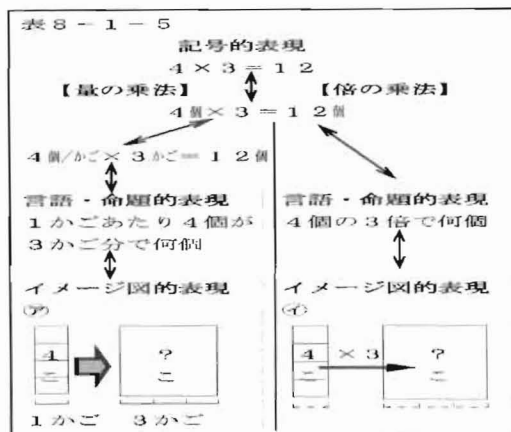 表８－１－５
記号的表現
４×３＝１２
【量の乗法】
【倍の乗法】
４個×３＝１２個
４個/かご×３かご＝１２個
言語・命題的表現
１かごあたり４個が
３かご分で何個
イメージ図的表現
㋐
４
こ
？
こ
１かご
３かご
言語・命題的表現
４個の３倍で何個
イメージ図的表現
㋑
４
こ
×３
？
こ